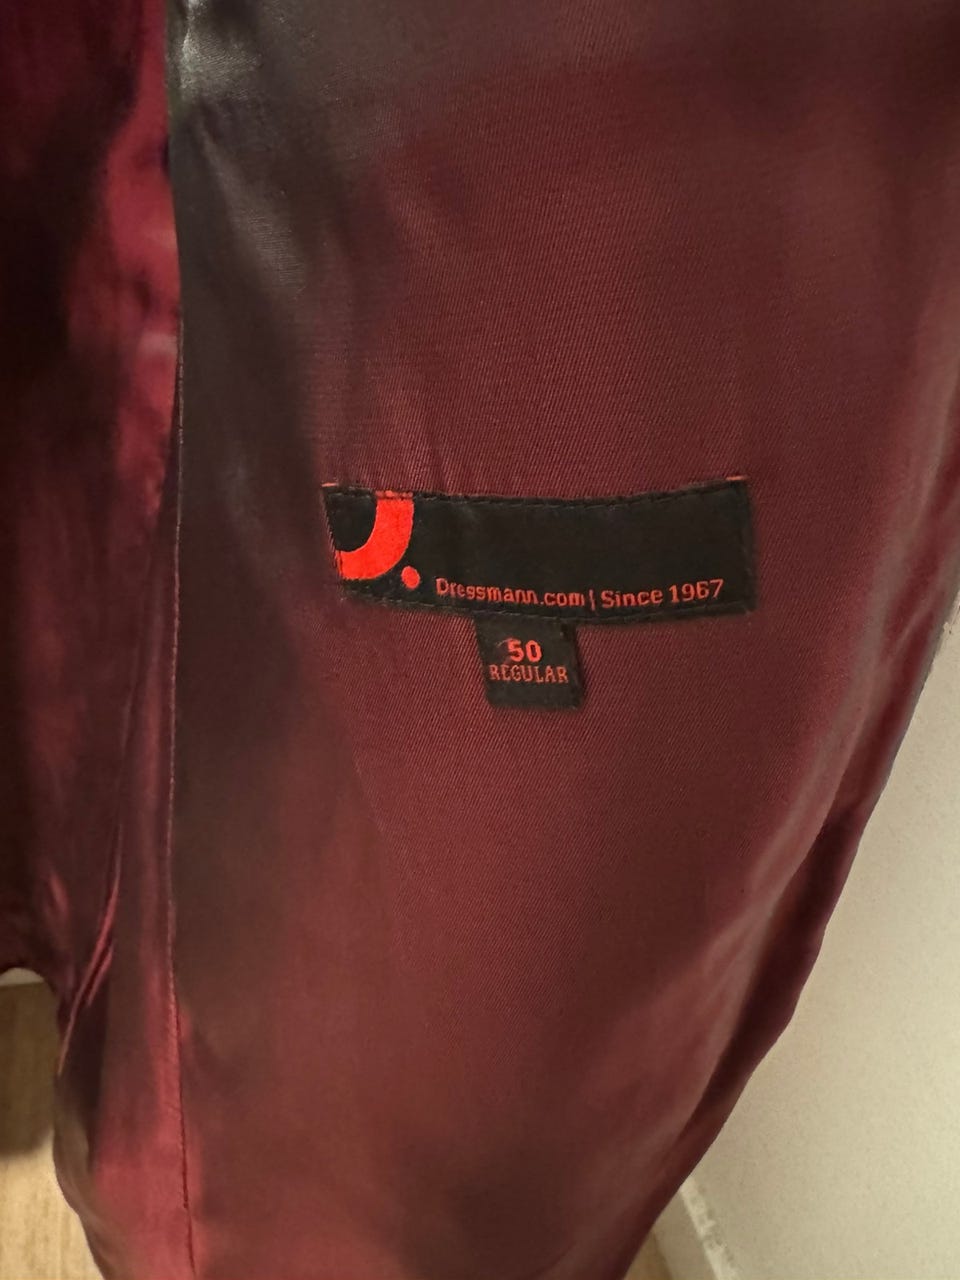 Dressmann.com | Since 1967
50
REGULAR